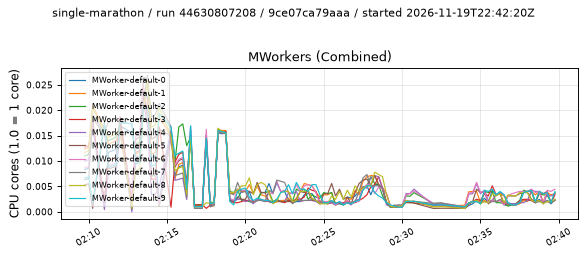 single-marathon / run 44630807208 / 9ce07ca79aaa / started 2026-11-19T22:42:20Z
MWorkers (Combined)
CPU cores (1.0 = 1 core)
0.025
0.020
0.015
0.010
0.005
0.000
MWorker-default-0
MWorker-default-1
MWorker-default-2
MWorker-default-3
MWorker-default-4
MWorker-default-5
MWorker-default-6
MWorker-default-7
MWorker-default-8
MWorker-default-9
02:10
02:15
02:20
02:25
02:30
02:35
02:40